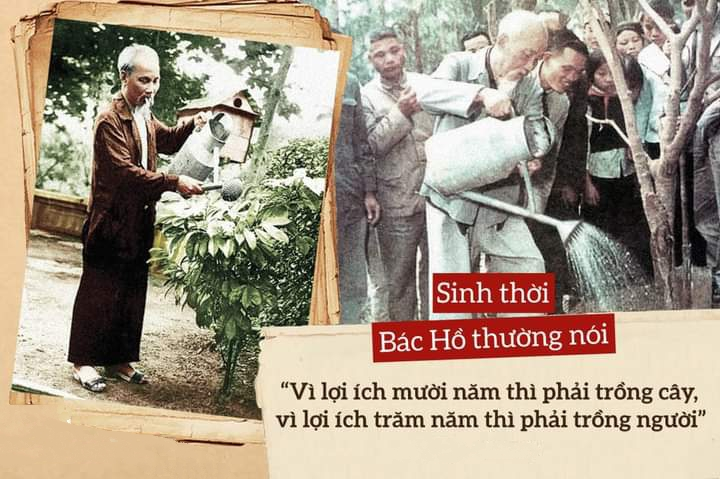 Sinh thời
Bác Hồ thường nói
“Vì lợi ích mười năm thì phải trồng cây,
vì lợi ích trăm năm thì phải trồng người”